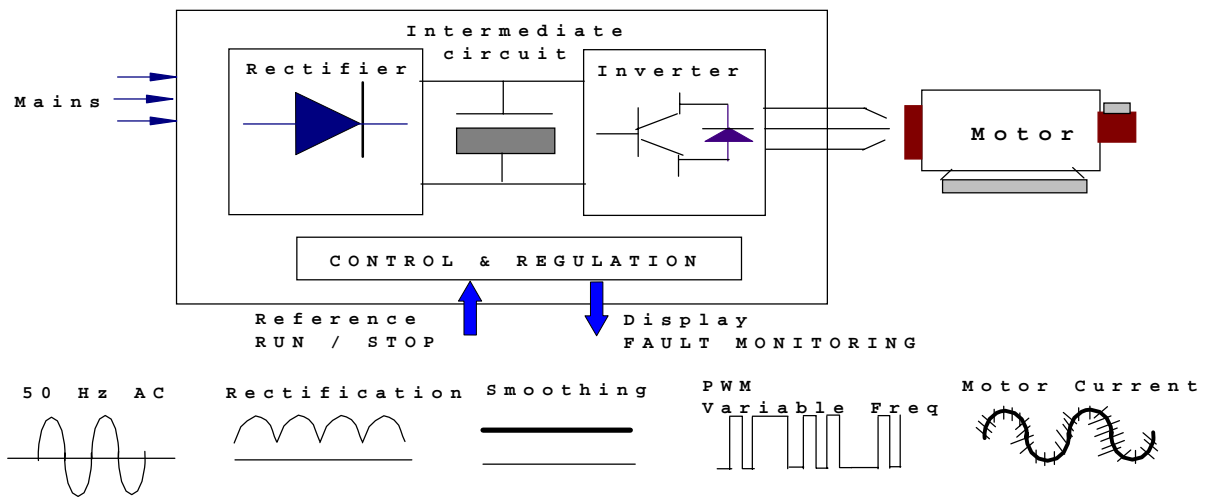 Intermediate
circuit
Rectifier
Inverter
Mains
Motor
CONTROL & REGULATION
Reference
RUN / STOP
Display
FAULT MONITORING
50 Hz AC
Rectification
Smoothing
PWM
Variable Freq
Motor Current